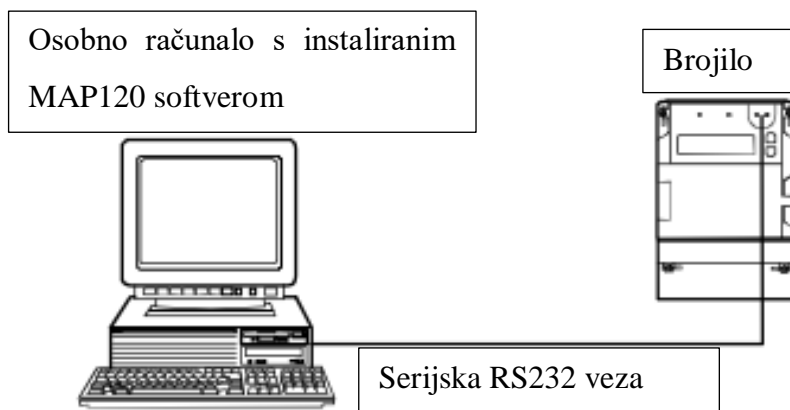 Osobno računalo s instaliranim
MAP120 softverom
Brojilo
Serijska RS232 veza